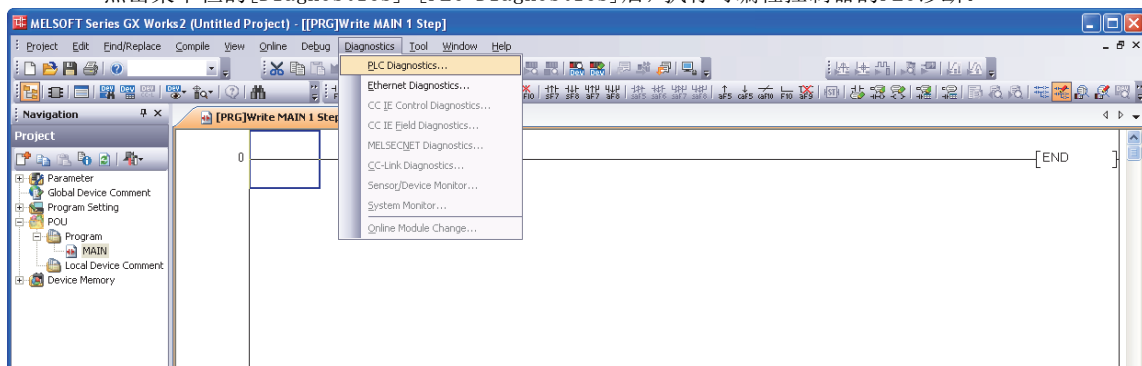 MELSOFT Series GX Works2 (Untitled Project) - [[PRG]Write MAIN 1 Step]
Project Edit Find/Replace Compile View Online Debug Diagnostics Tool Window Help
PLC Diagnostics...
Ethernet Diagnostics...
CC IE Control Diagnostics...
CC IE Field Diagnostics...
MELSECNET Diagnostics...
CC-Link Diagnostics...
Sensor/Device Monitor...
System Monitor...
Online Module Change...
Navigation
[PRG]Write MAIN 1 Step
Project
0
END
Parameter
Global Device Comment
Program Setting
POU
Program
MAIN
Local Device Comment
Device Memory